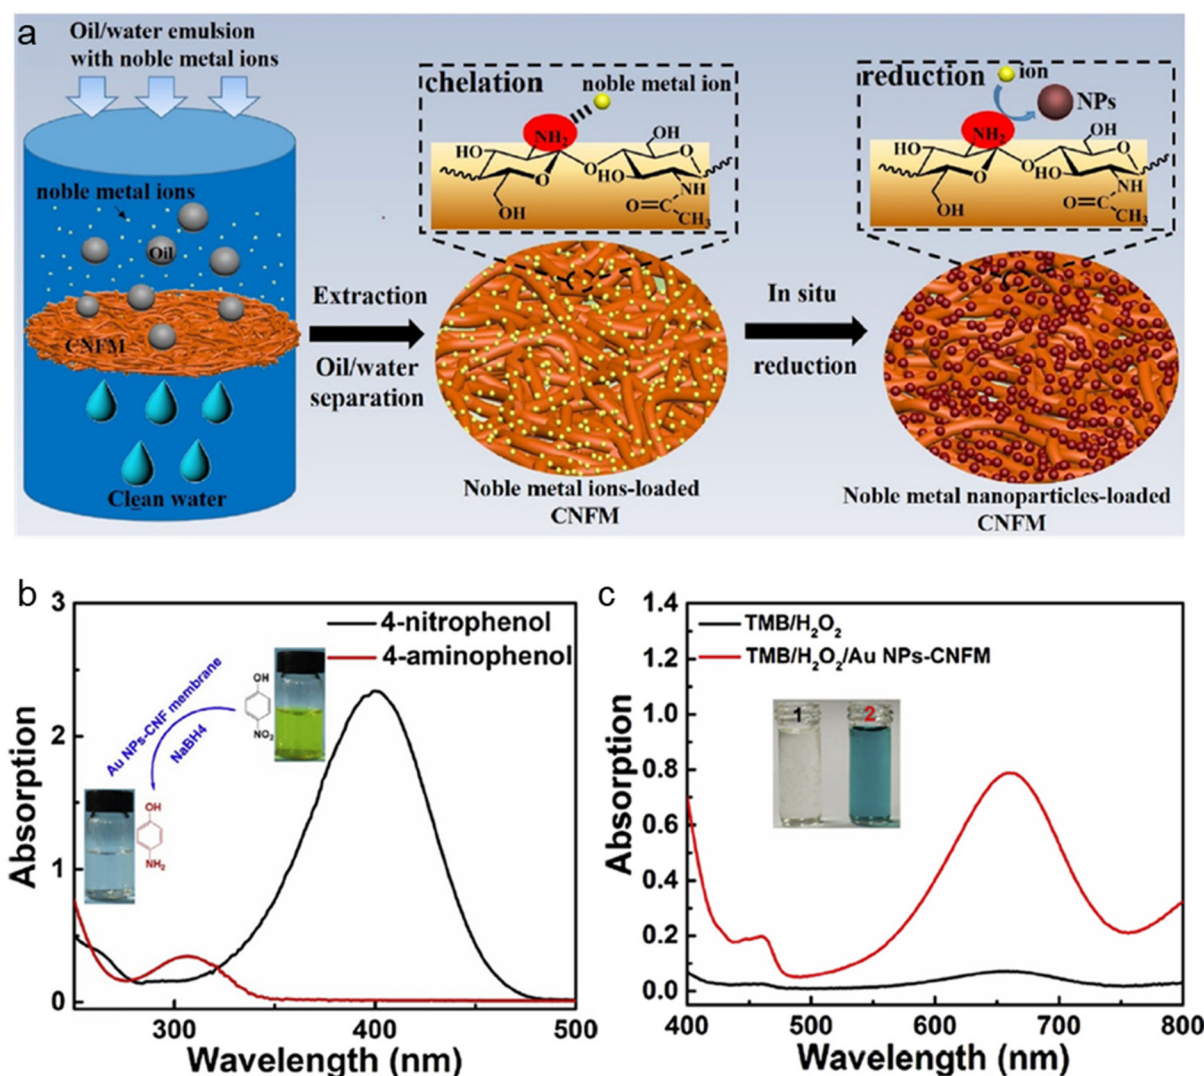 a
Oil/water emulsion
with noble metal ions
noble metal ions
Oil
CNFM
Clean water
Extraction
Oil/water
separation
chelation
noble metal ion
NH₂
HO
O
OH
O
OH
O
HO
NH
O=C
CH₃
Noble metal ions-loaded
CNFM
In situ
reduction
reduction
ion
NPs
NH₂
HO
O
OH
O
OH
O
HO
NH
O=C
CH₃
Noble metal nanoparticles-loaded
CNFM
b
3
2
1
0
300
400
500
Absorption
Wavelength (nm)
4-nitrophenol
4-aminophenol
Au NPs-CNF membrane
NaBH4
OH
NO₂
OH
NH₂
c
1.4
1.2
1.0
0.8
0.6
0.4
0.2
0.0
400
500
600
700
800
Absorption
Wavelength (nm)
TMB/H₂O₂
TMB/H₂O₂/Au NPs-CNFM
1
2